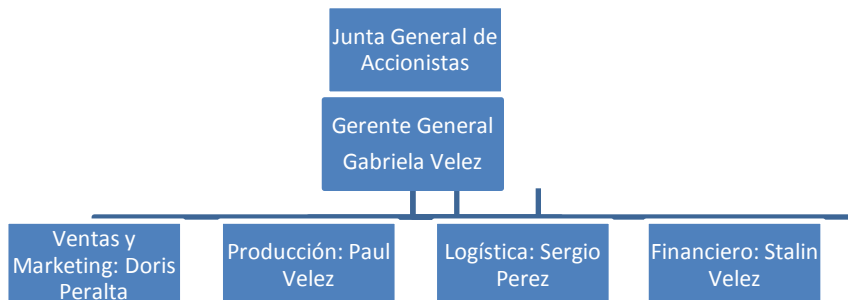 Junta General de
Accionistas
Gerente General
Gabriela Velez
Ventas y
Marketing: Doris
Peralta
Producción: Paul
Velez
Logística: Sergio
Perez
Financiero: Stalin
Velez